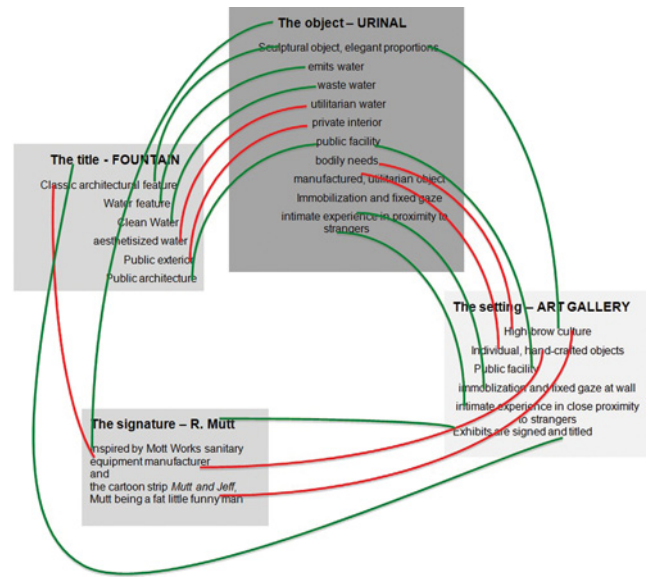 The object – URINAL
Sculptural object, elegant proportions
emits water
waste water
utilitarian water
private interior
public facility
bodily needs
manufactured, utilitarian object
Immobilization and fixed gaze
intimate experience in proximity to
strangers
The title - FOUNTAIN
Classic architectural feature
Water feature
Clean Water
aesthetisized water
Public exterior
Public architecture
The setting – ART GALLERY
High brow culture
Individual, hand-crafted objects
Public facility
immoblization and fixed gaze at wall
intimate experience in close proximity
to strangers
Exhibits are signed and titled
The signature – R. Mutt
inspired by Mott Works sanitary
equipment manufacturer
and
the cartoon strip Mutt and Jeff,
Mutt being a fat little funny man